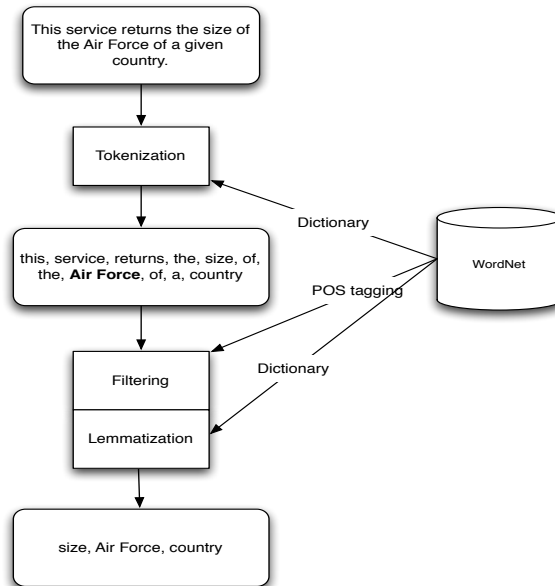 This service returns the size of
the Air Force of a given
country.
Tokenization
Dictionary
this, service, returns, the, size, of,
the, Air Force, of, a, country
WordNet
POS tagging
Filtering
Dictionary
Lemmatization
size, Air Force, country